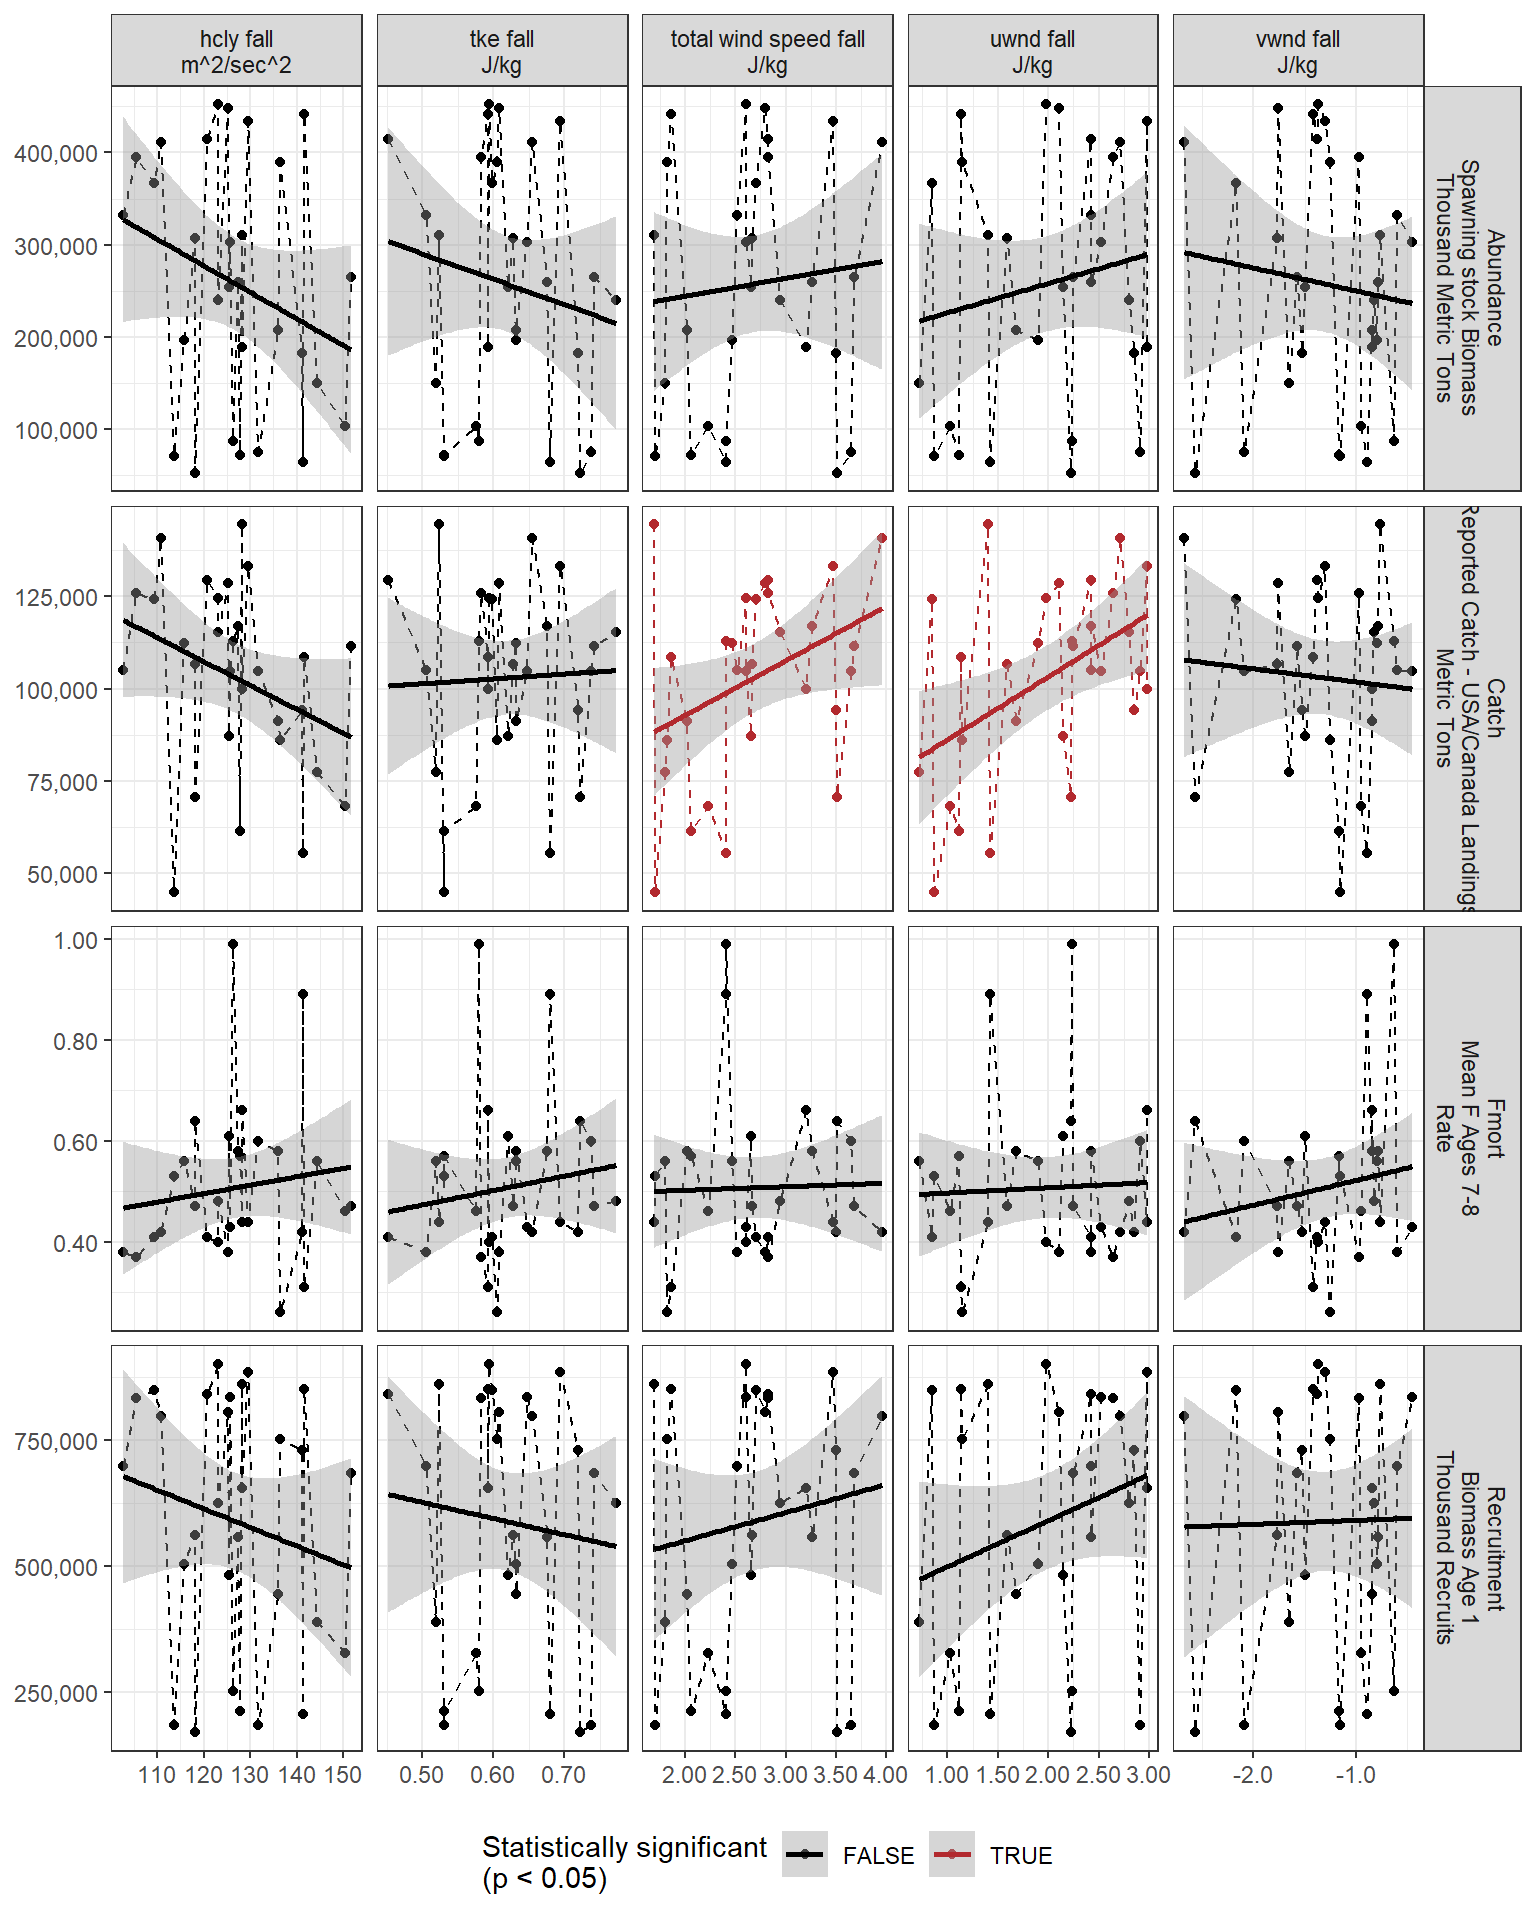 hcly fall
m^2/sec^2
tke fall
J/kg
total wind speed fall
J/kg
uwnd fall
J/kg
vwnd fall
J/kg
400,000
300,000
200,000
100,000
Abundance
Spawning stock Biomass
Thousand Metric Tons
125,000
100,000
75,000
50,000
Catch
Reported Catch - USA/Canada Landings
Metric Tons
1.00
0.80
0.60
0.40
Fmort
Mean F Ages 7-8
Rate
750,000
500,000
250,000
Recruitment
Biomass Age 1
Thousand Recruits
110 120 130 140 150
0.50 0.60 0.70
2.00 2.50 3.00 3.50 4.00
1.00 1.50 2.00 2.50 3.00
-2.0 -1.0
Statistically significant
(p < 0.05)
FALSE
TRUE